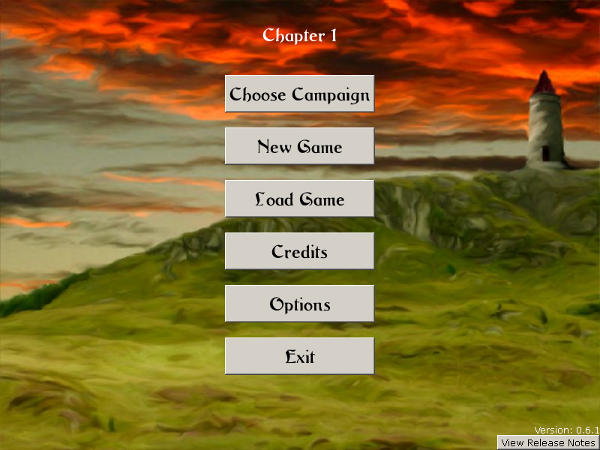 Chapter 1
Choose Campaign
New Game
Load Game
Credits
Options
Exit
Version: 0.6.1
View Release Notes